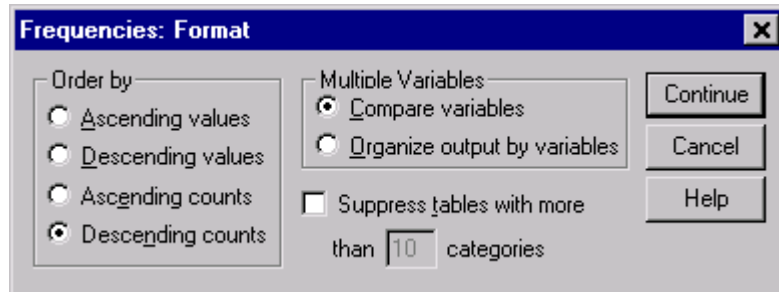 Frequencies: Format
Order by
Ascending values
Descending values
Ascending counts
Descending counts
Multiple Variables
Compare variables
Organize output by variables
Suppress tables with more
than 10 categories
Continue
Cancel
Help